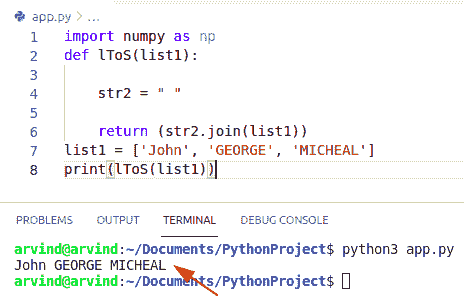 app.py > ...
1 import numpy as np
2 def lToS(list1):
3
4 str2 = " "
5
6 return (str2.join(list1))
7 list1 = ['John', 'GEORGE', 'MICHEAL']
8 print(lToS(list1))
PROBLEMS OUTPUT TERMINAL DEBUG CONSOLE
arvind@arvind:~/Documents/PythonProject$ python3 app.py
John GEORGE MICHEAL
arvind@arvind:~/Documents/PythonProject$